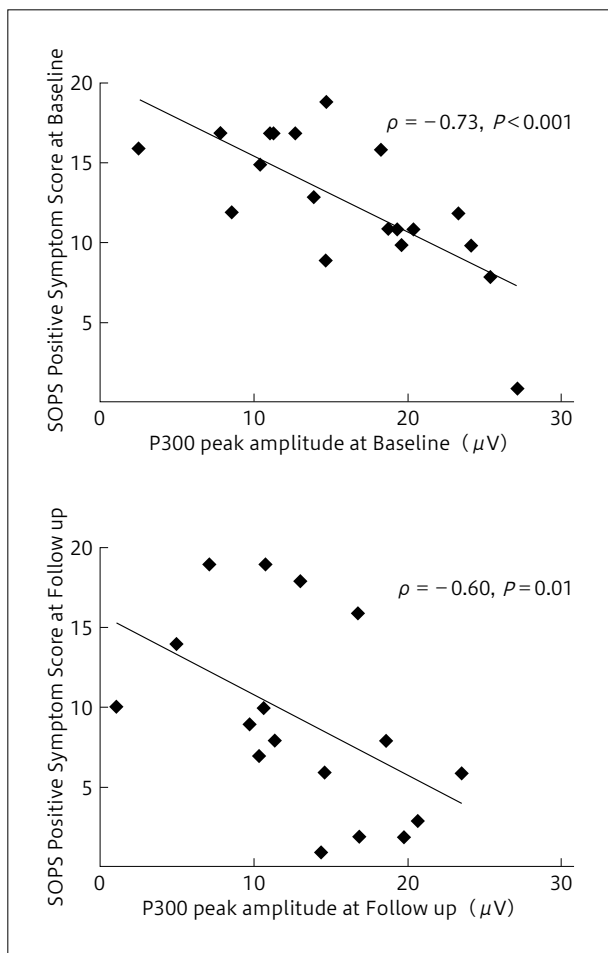 SOPS Positive Symptom Score at Baseline
20
15
10
5
ρ = −0.73, P<0.001
0 10 20 30
P300 peak amplitude at Baseline (μV)
SOPS Positive Symptom Score at Follow up
20
15
10
5
ρ = −0.60, P=0.01
0 10 20 30
P300 peak amplitude at Follow up (μV)